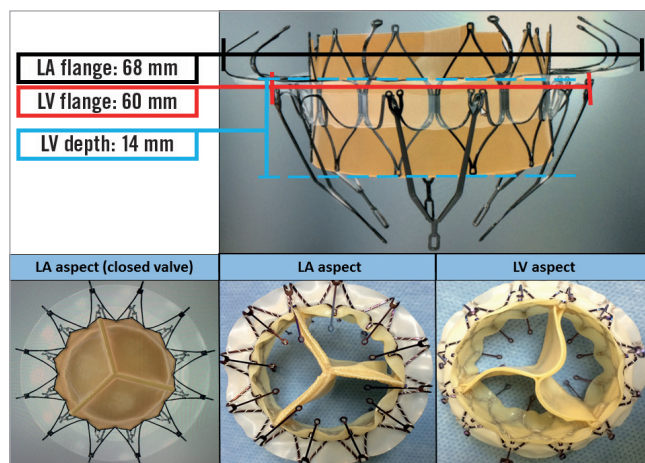 LA flange: 68 mm
LV flange: 60 mm
LV depth: 14 mm
LA aspect (closed valve)
LA aspect
LV aspect